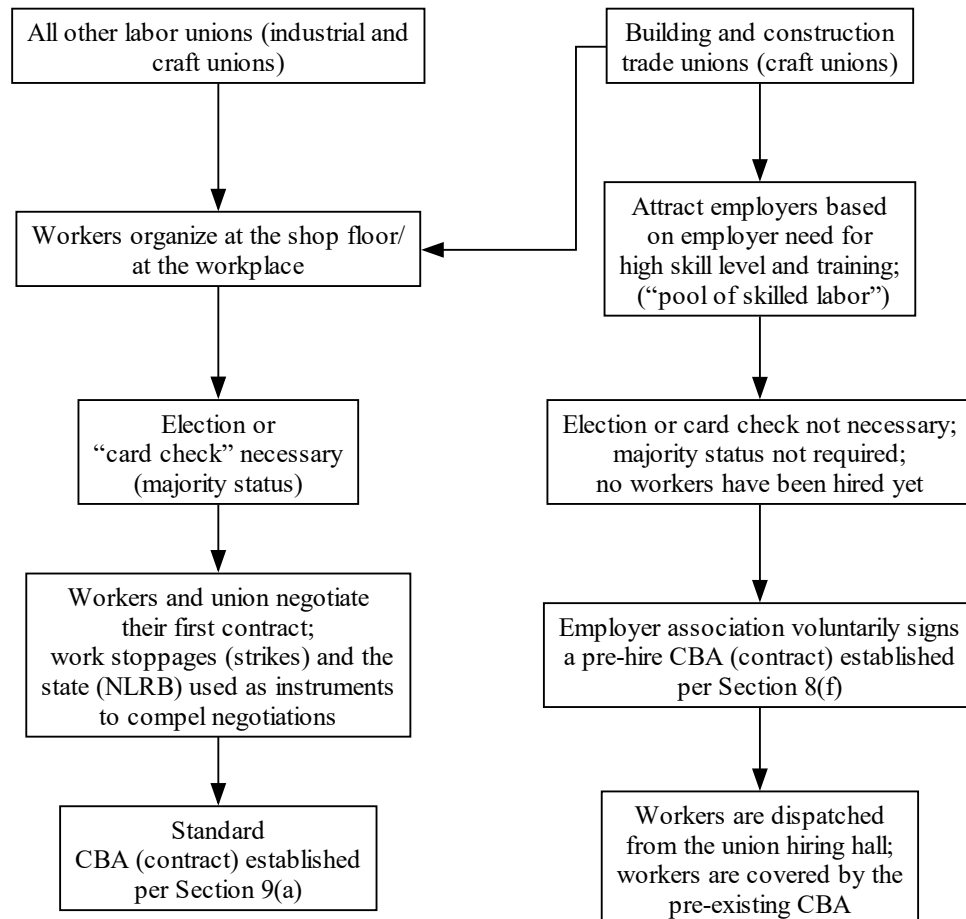 All other labor unions (industrial and
craft unions)
Building and construction
trade unions (craft unions)
Workers organize at the shop floor/
at the workplace
Attract employers based
on employer need for
high skill level and training;
(“pool of skilled labor”)
Election or
“card check” necessary
(majority status)
Election or card check not necessary;
majority status not required;
no workers have been hired yet
Workers and union negotiate
their first contract;
work stoppages (strikes) and the
state (NLRB) used as instruments
to compel negotiations
Employer association voluntarily signs
a pre-hire CBA (contract) established
per Section 8(f)
Standard
CBA (contract) established
per Section 9(a)
Workers are dispatched
from the union hiring hall;
workers are covered by the
pre-existing CBA